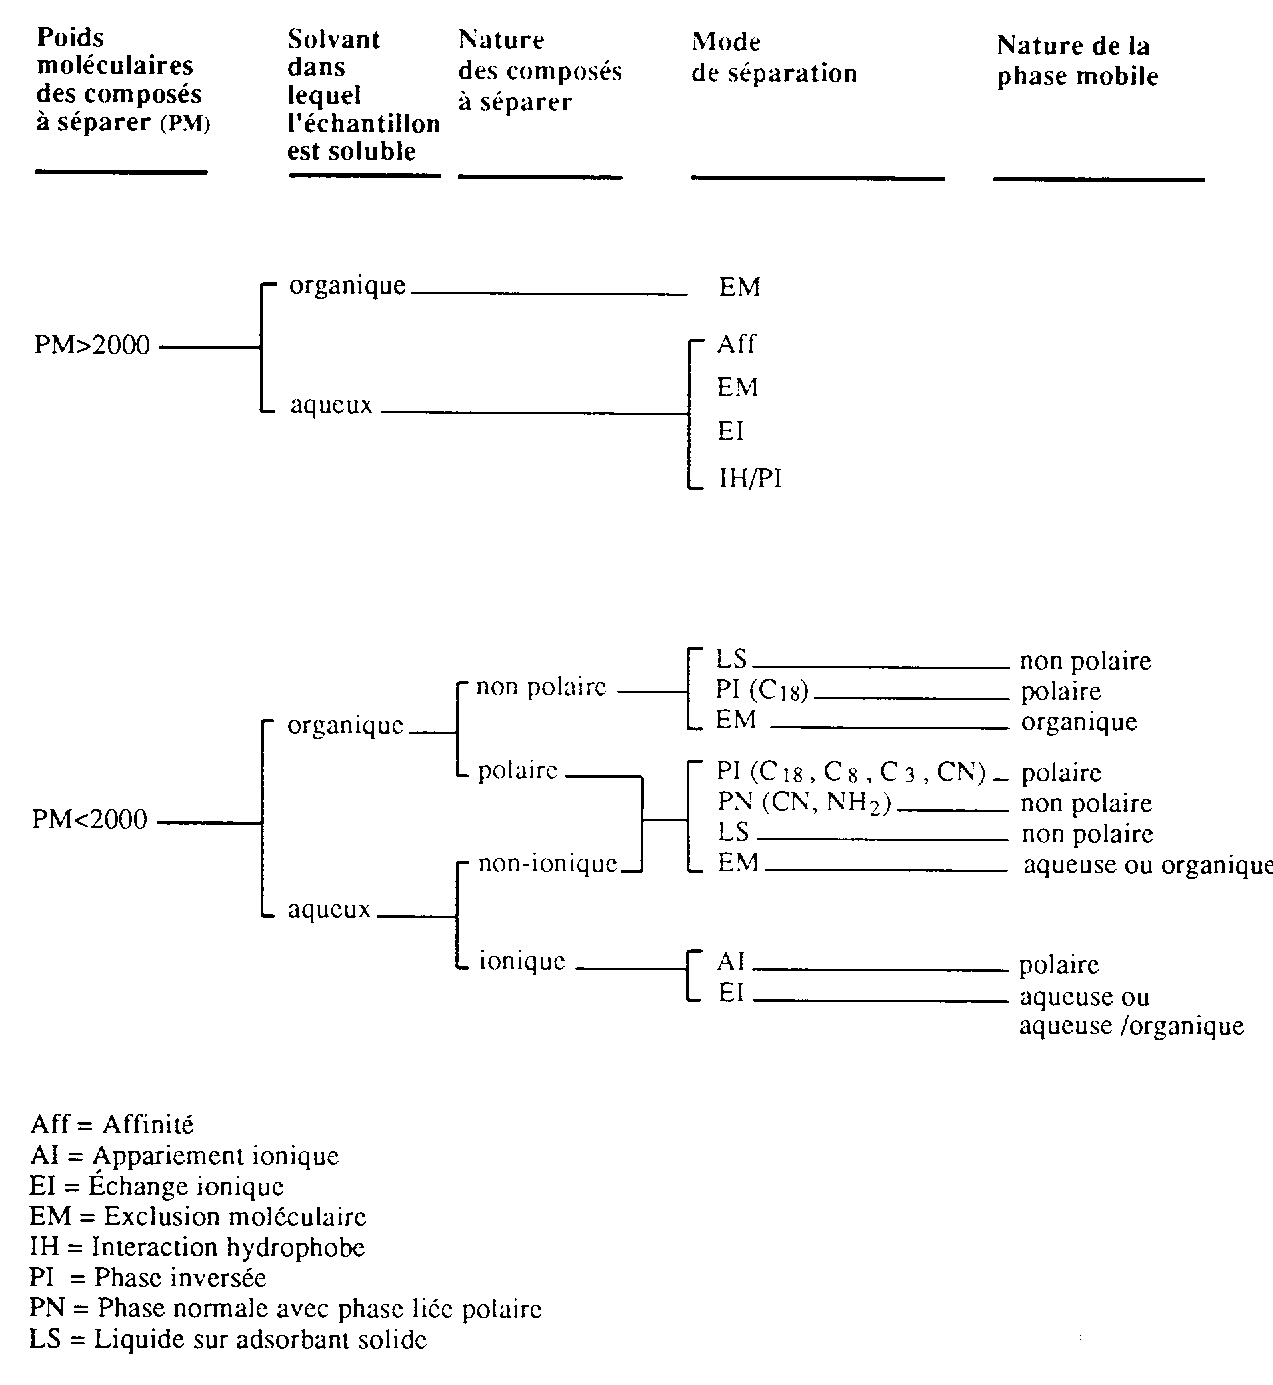 Poids
moléculaires
des composés
à séparer (PM)
Solvant
dans
lequel
l'échantillon
est soluble
Nature
des composés
à séparer
Mode
de séparation
Nature de la
phase mobile
PM>2000
organique
EM
aqueux
Aff
EM
EI
IH/PI
PM<2000
organique
non polaire
LS
non polaire
PI (C18)
polaire
EM
organique
polaire
PI (C18, C8, C3, CN)
polaire
PN (CN, NH2)
non polaire
LS
non polaire
EM
aqueuse ou organique
aqueux
non-ionique
ionique
AI
polaire
EI
aqueuse ou
aqueuse /organique
Aff = Affinité
AI = Appariement ionique
EI = Échange ionique
EM = Exclusion moléculaire
IH = Interaction hydrophobe
PI = Phase inversée
PN = Phase normale avec phase liée polaire
LS = Liquide sur adsorbant solide